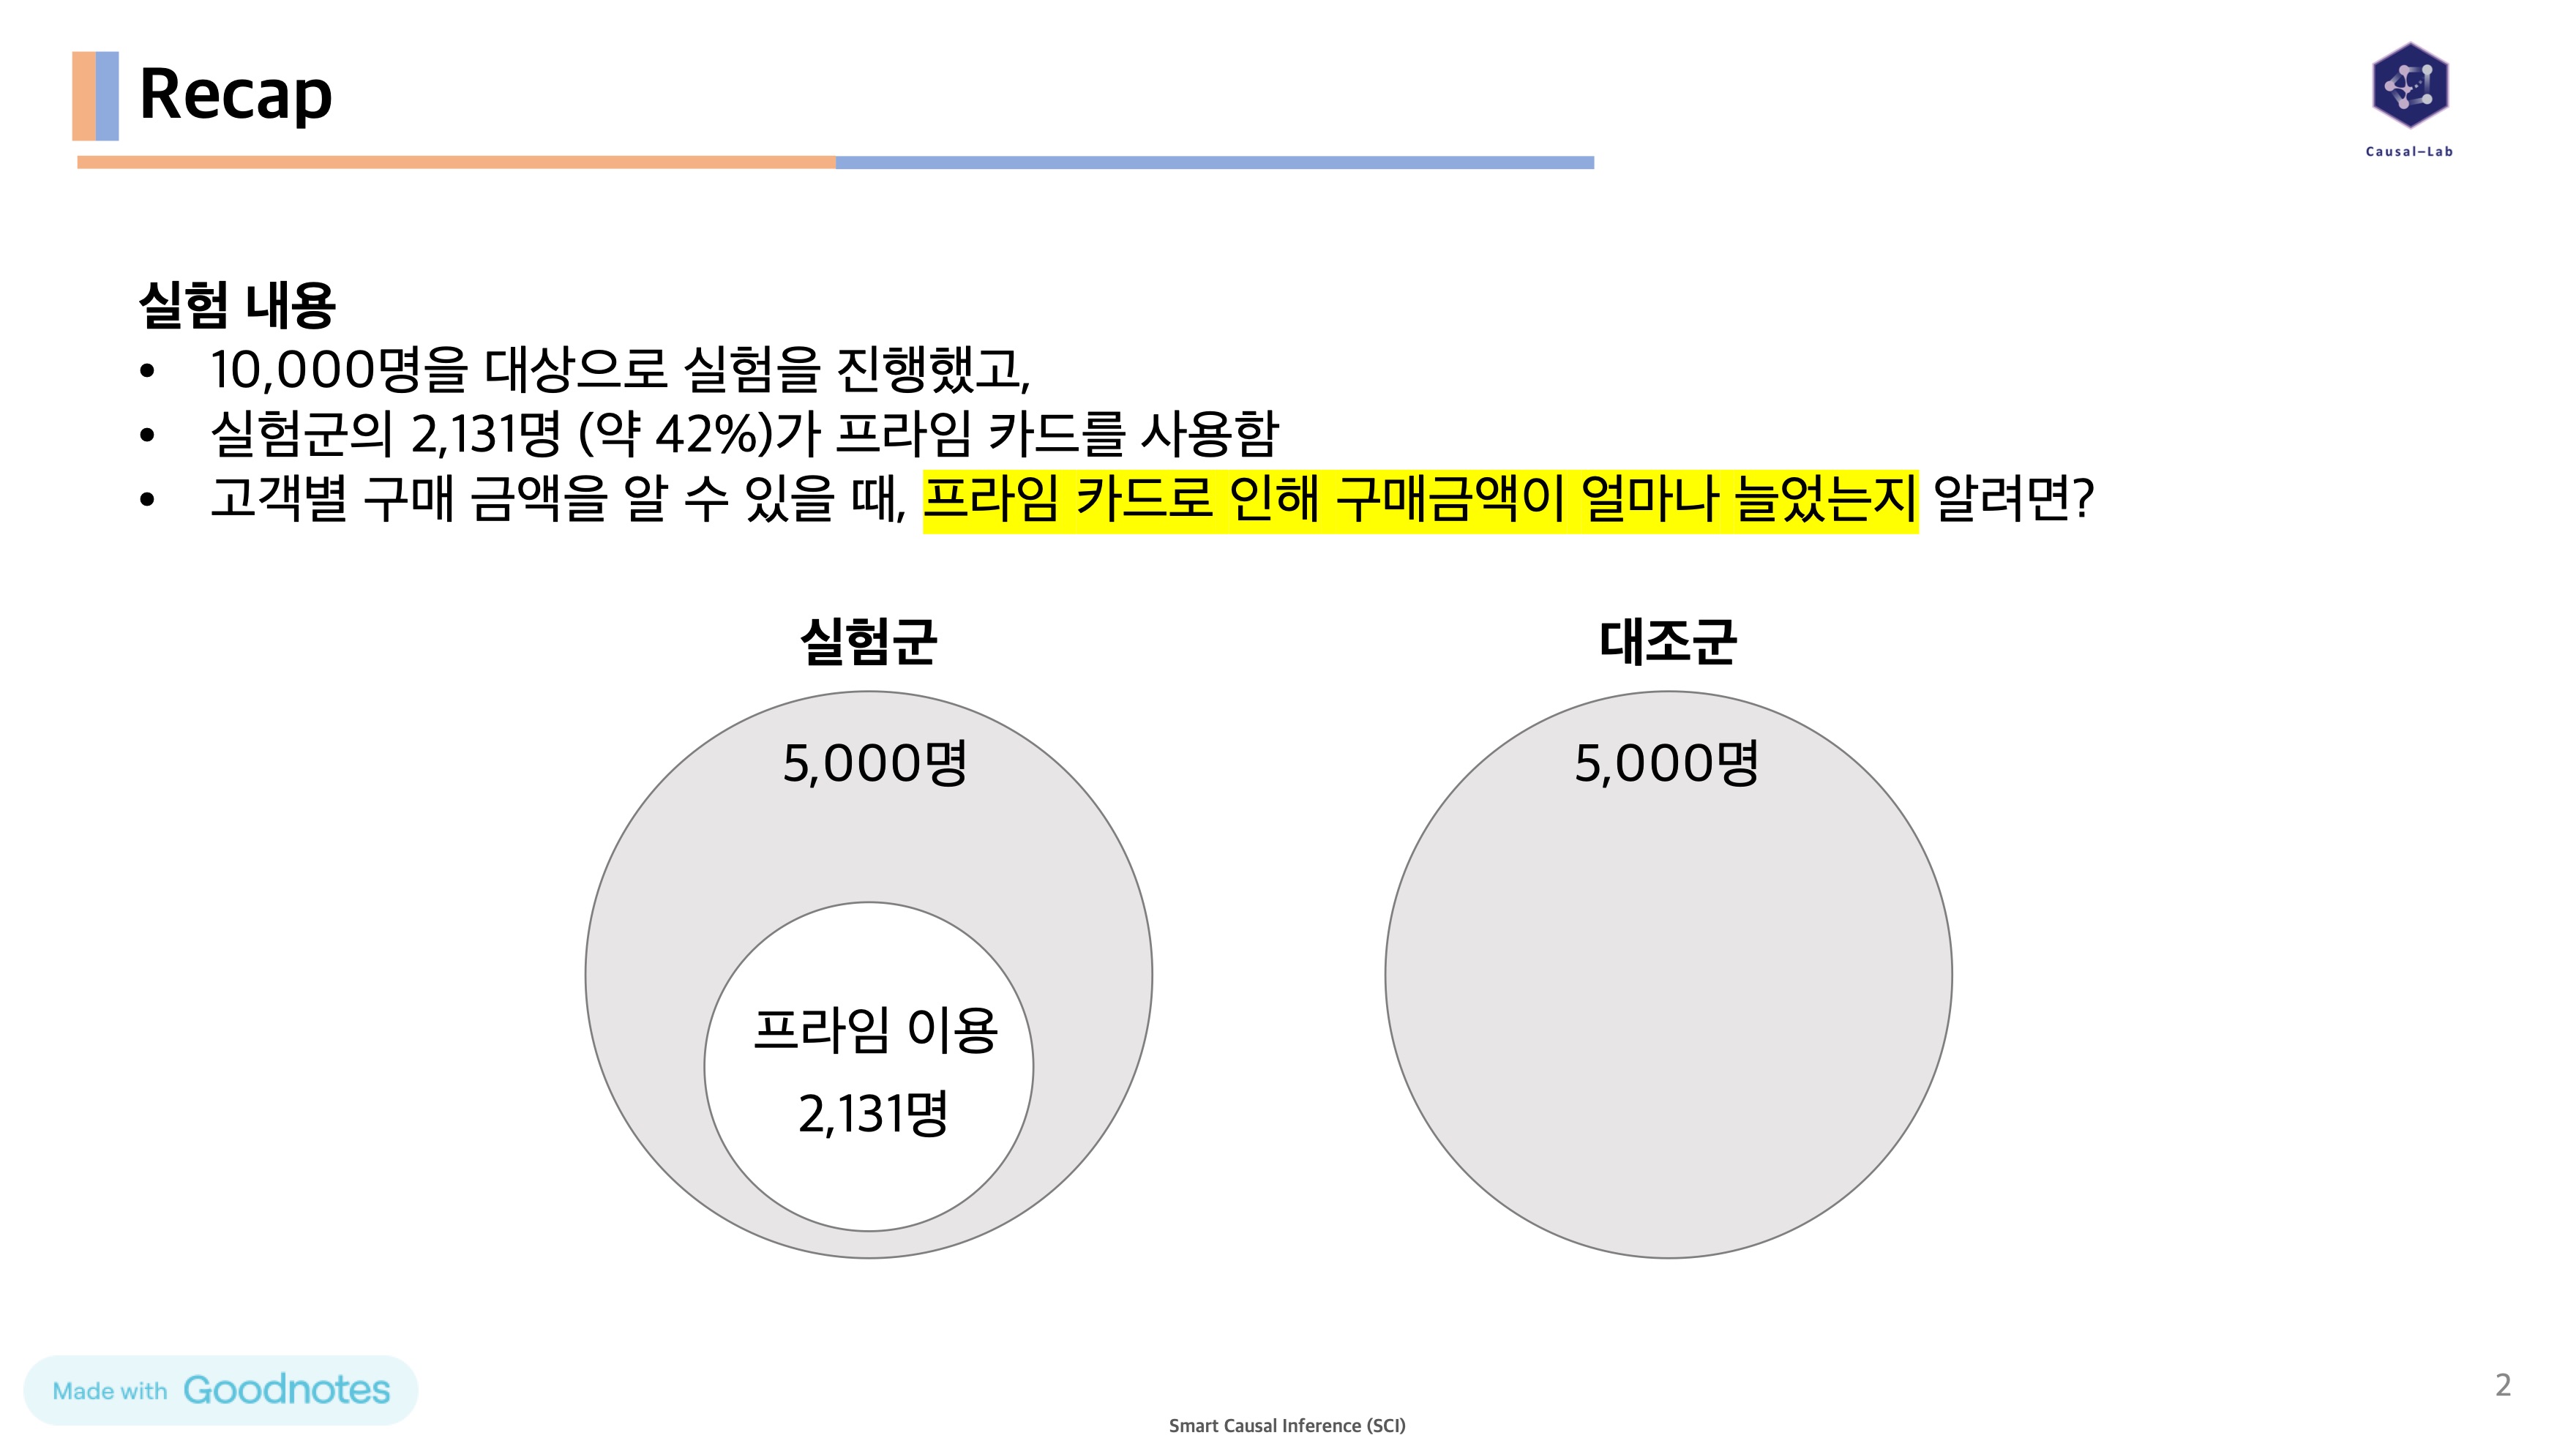 Recap
Causal-Lab
실험 내용
• 10,000명을 대상으로 실험을 진행했고,
• 실험군의 2,131명 (약 42%)가 프라임 카드를 사용함
• 고객별 구매 금액을 알 수 있을 때, 프라임 카드로 인해 구매금액이 얼마나 늘었는지 알려면?
실험군
대조군
5,000명
5,000명
프라임 이용
2,131명
Made with Goodnotes
2
Smart Causal Inference (SCI)